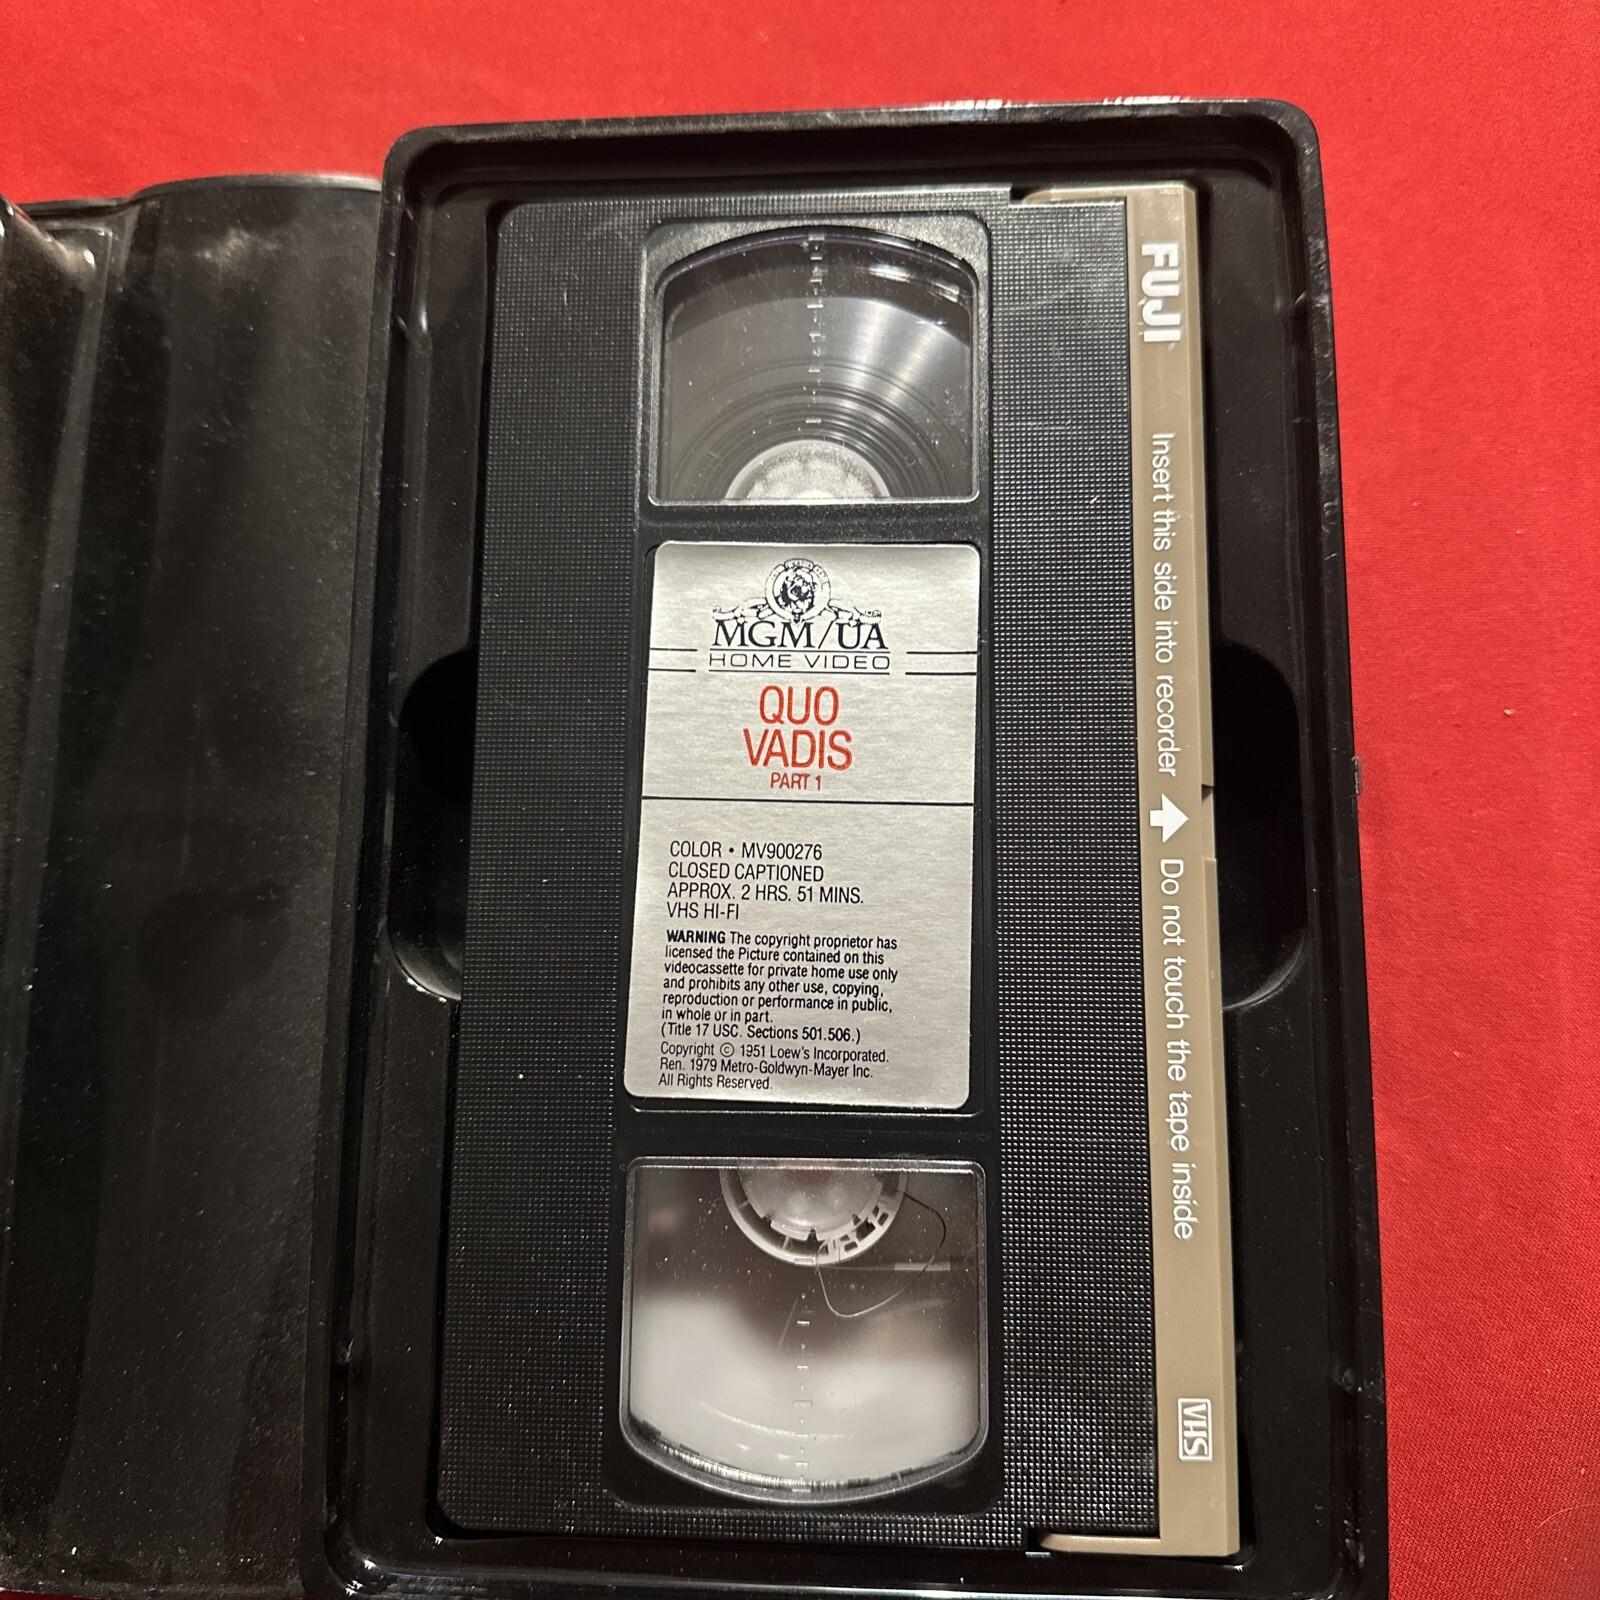 MGM/UA
HOME VIDEO
QUO
VADIS
PART 1
COLOR • MV900276
CLOSED CAPTIONED
APPROX. 2 HRS. 51 MINS.
VHS HI-FI
WARNING The copyright proprietor has
licensed the Picture contained on this
videocassette for private home use only
and prohibits any other use, copying,
reproduction or performance in public,
in whole or in part.
(Title 17 USC. Sections 501.506.)
Copyright © 1951 Loew's Incorporated.
Ren. 1979 Metro-Goldwyn-Mayer Inc.
All Rights Reserved.
FUJI Insert this side into recorder Do not touch the tape inside VHS